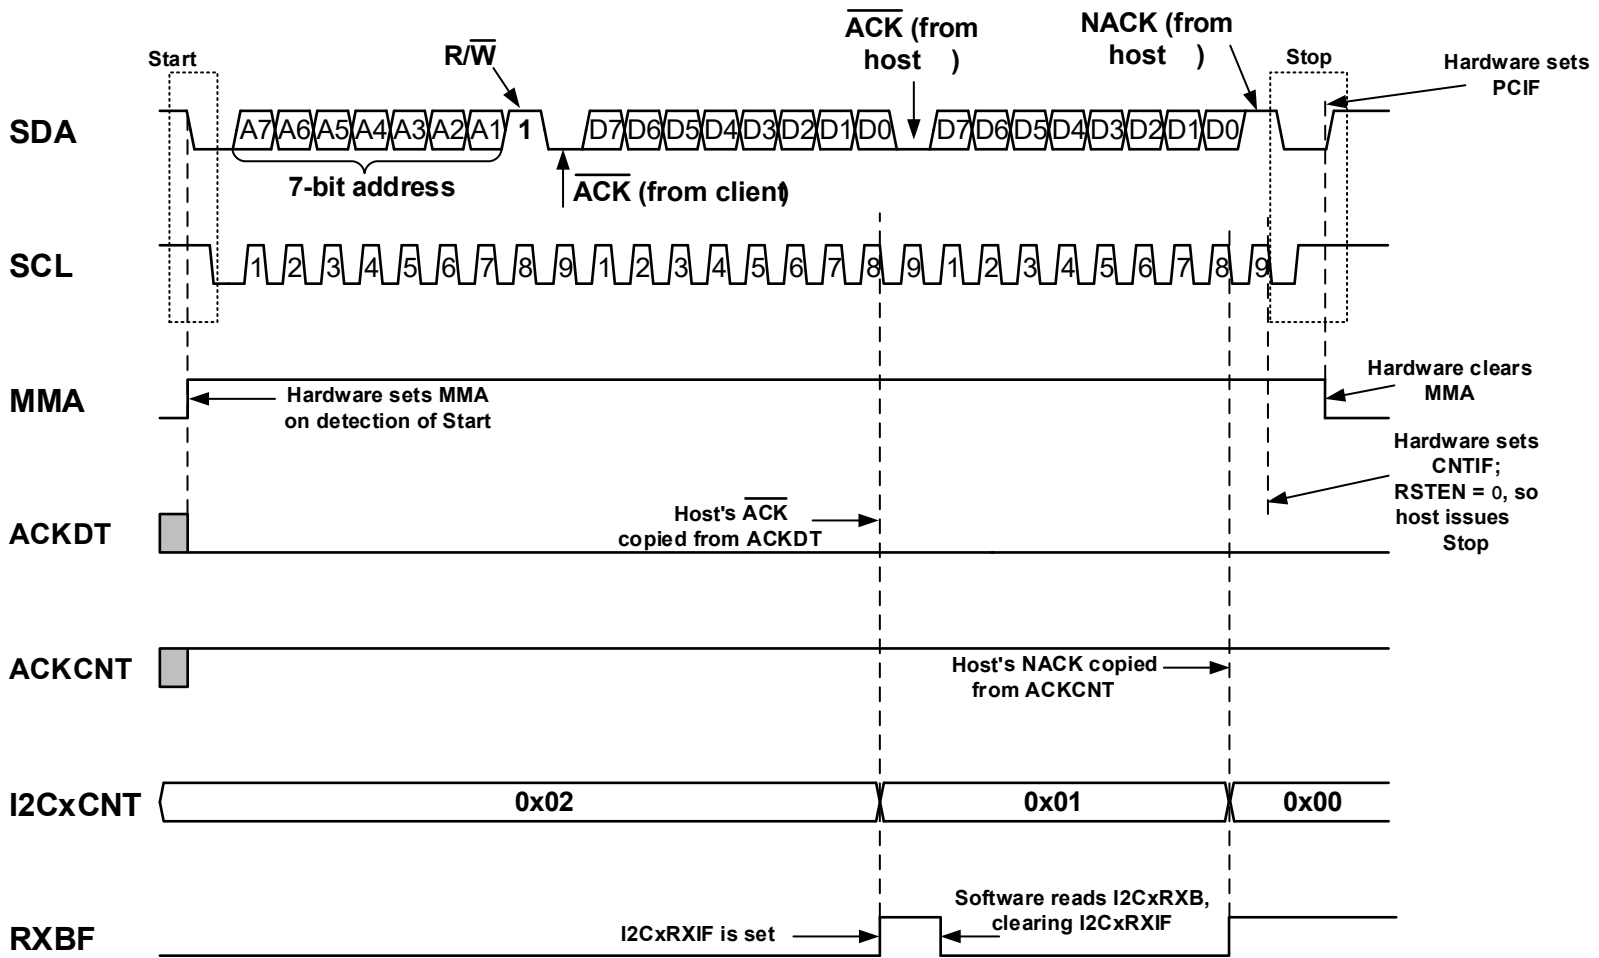 Start
R/W
ACK (from
host )
NACK (from
host )
Stop
Hardware sets
PCIF
SDA
A7 A6 A5 A4 A3 A2 A1 1 D7 D6 D5 D4 D3 D2 D1 D0 D7 D6 D5 D4 D3 D2 D1 D0
7-bit address
ACK (from client)
SCL
1 2 3 4 5 6 7 8 9 1 2 3 4 5 6 7 8 9 1 2 3 4 5 6 7 8 9
MMA
Hardware sets MMA
on detection of Start
Hardware clears
MMA
Hardware sets
CNTIF;
RSTEN = 0, so
host issues
Stop
ACKDT
Host's ACK
copied from ACKDT
ACKCNT
Host's NACK copied
from ACKCNT
I2CxCNT
0x02 0x01 0x00
RXBF
I2CxRXIF is set
Software reads I2CxRXB,
clearing I2CxRXIF